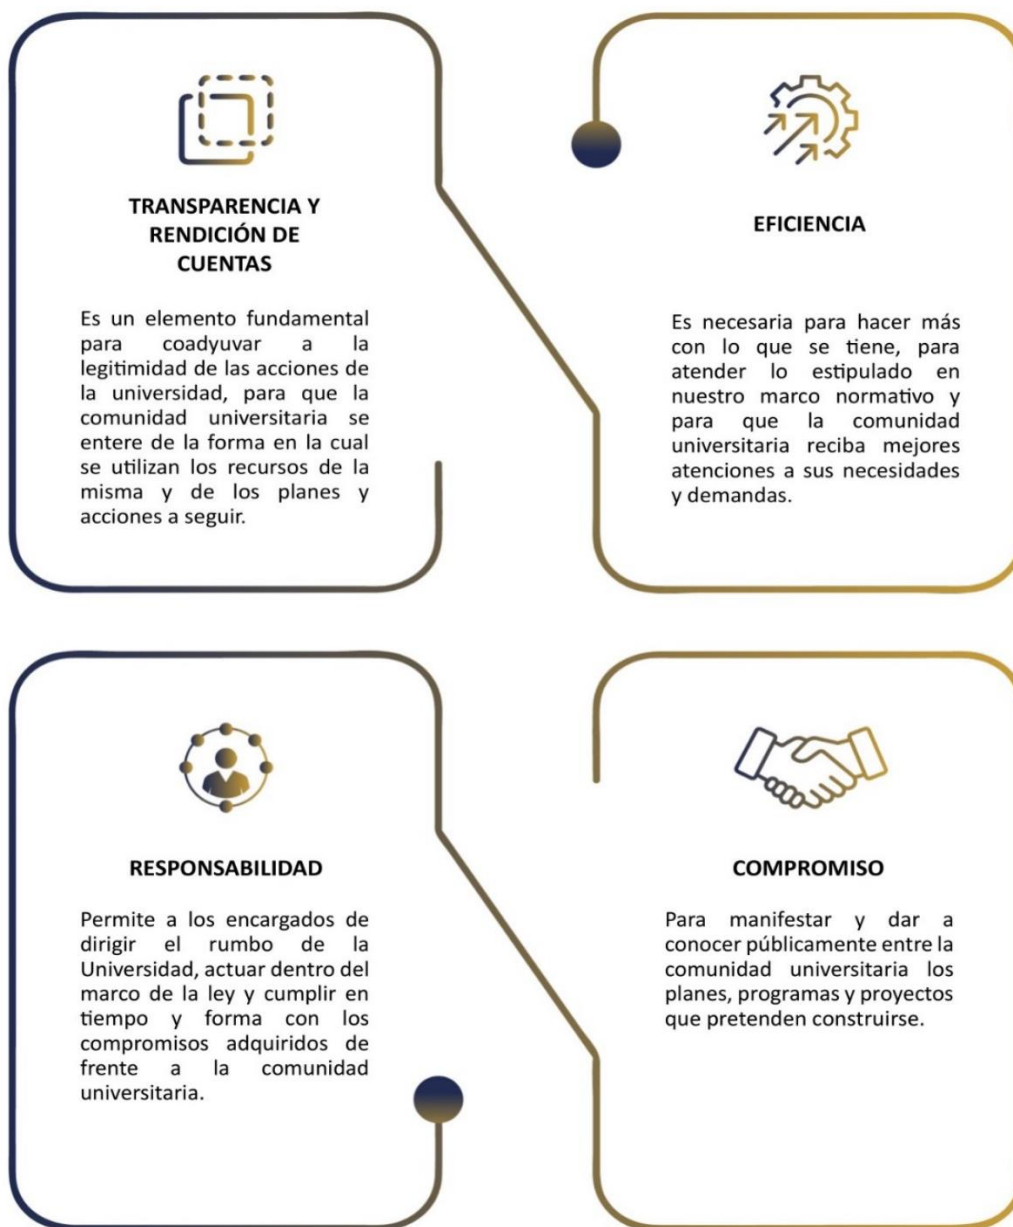 TRANSPARENCIA Y
RENDICIÓN DE
CUENTAS
Es un elemento fundamental
para coadyuvar a la
legitimidad de las acciones de
la universidad, para que la
comunidad universitaria se
entere de la forma en la cual
se utilizan los recursos de la
misma y de los planes y
acciones a seguir.
EFICIENCIA
Es necesaria para hacer más
con lo que se tiene, para
atender lo estipulado en
nuestro marco normativo y
para que la comunidad
universitaria reciba mejores
atenciones a sus necesidades
y demandas.
RESPONSABILIDAD
Permite a los encargados de
dirigir el rumbo de la
Universidad, actuar dentro del
marco de la ley y cumplir en
tiempo y forma con los
compromisos adquiridos de
frente a la comunidad
universitaria.
COMPROMISO
Para manifestar y dar a
conocer públicamente entre la
comunidad universitaria los
planes, programas y proyectos
que pretenden construirse.